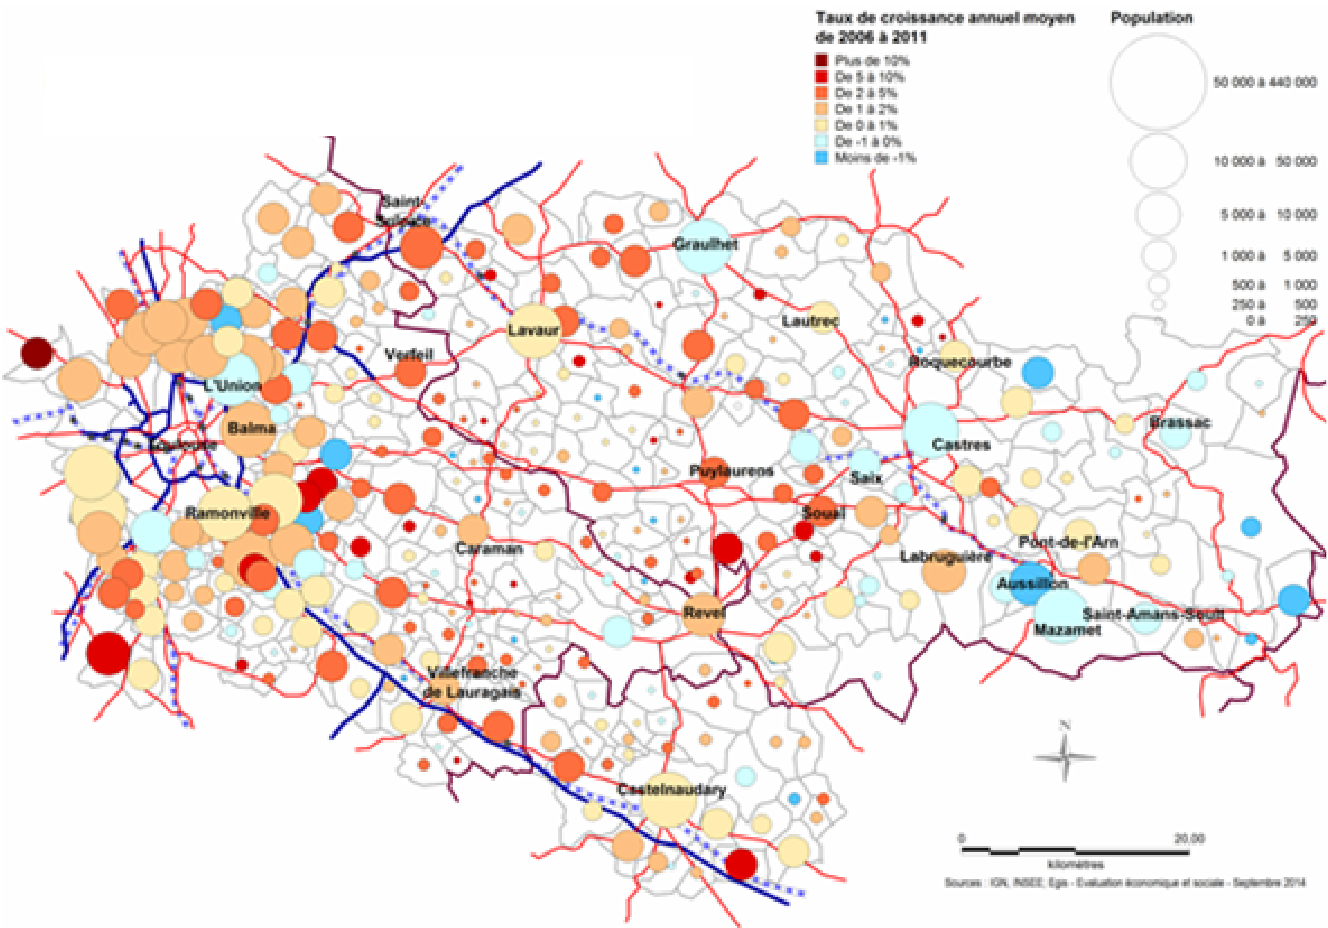 Taux de croissance annuel moyen
de 2006 à 2011
Plus de 10%
De 5 à 10%
De 2 à 5%
De 1 à 2%
De 0 à 1%
De -1 à 0%
Moins de -1%
Population
50 000 à 440 000
10 000 à 50 000
5 000 à 10 000
1 000 à 5 000
500 à 1 000
250 à 500
0 à 250
Saint-
Sulpice
Graulhet
Lavaur
Lautrec
Verfeil
Roquecourbe
L'Union
Balma
Toulouse
Brassac
Castres
Puylaurens
Saix
Ramonville
Soual
Caraman
Pont-de-l'Arn
Labruguière
Aussillon
Revel
Saint-Amans-Soult
Mazamet
Villefranche
de Lauragais
Castelnaudary
N
0 20,00
kilomètres
Sources : IGN, INSEE; Egis - Evaluation économique et sociale - Septembre 2014